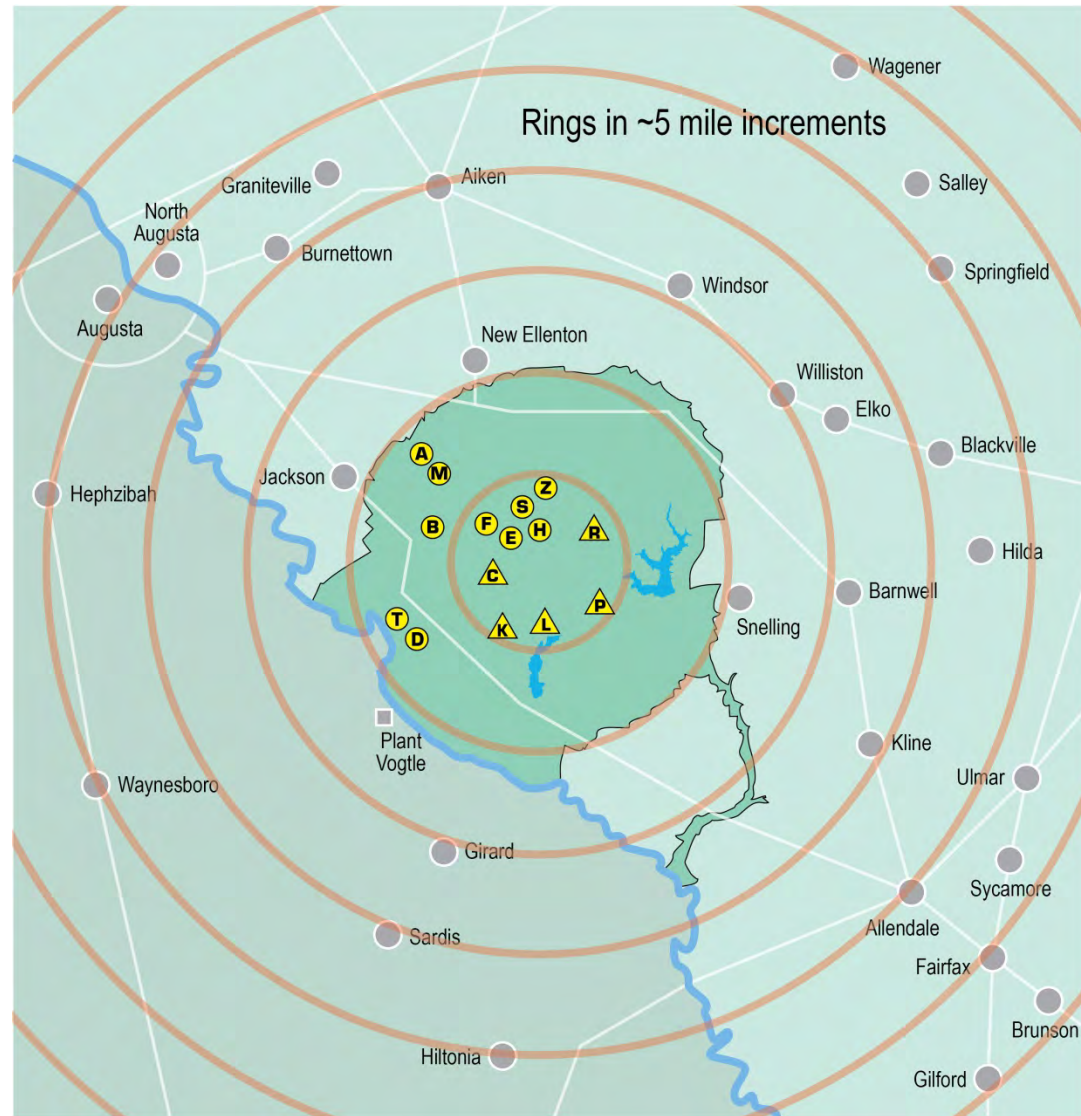 Wagener
Rings in ~5 mile increments
Graniteville
Aiken
Salley
North
Augusta
Burnettown
Springfield
Windsor
Augusta
New Ellenton
Williston
Elko
Blackville
A
M
Jackson
Z
Hephzibah
S
F
B
E
H
R
Hilda
C
Barnwell
P
Snelling
T
K
L
D
Plant
Vogtle
Kline
Ulmar
Waynesboro
Girard
Sycamore
Allendale
Sardis
Fairfax
Brunson
Hiltonia
Gilford